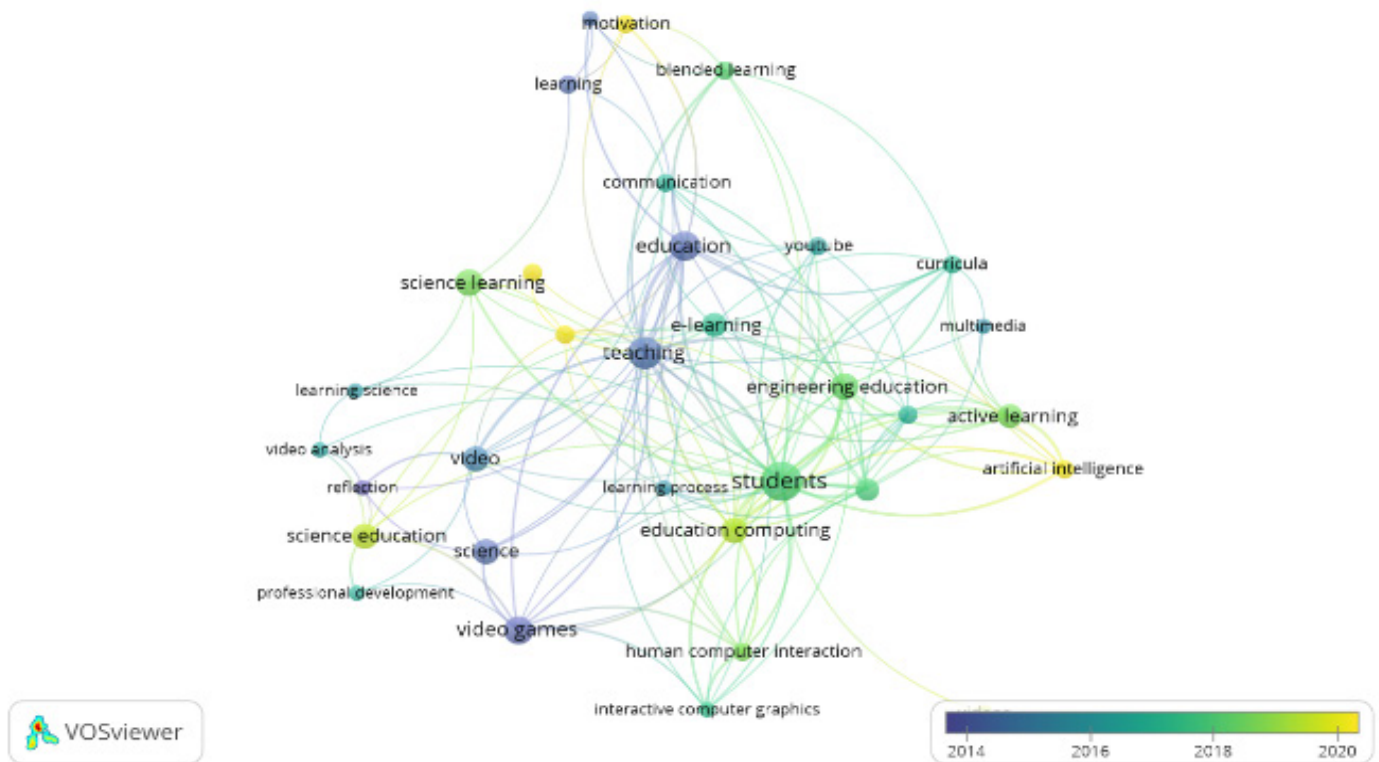 motivation
blended learning
learning
communication
education
youtube
curricula
science learning
e-learning
multimedia
teaching
learning science
engineering education
active learning
video analysis
video
artificial intelligence
reflection
learning process
students
science education
education computing
science
professional development
video games
human computer interaction
interactive computer graphics
videos
VOSviewer
2014
2016
2018
2020